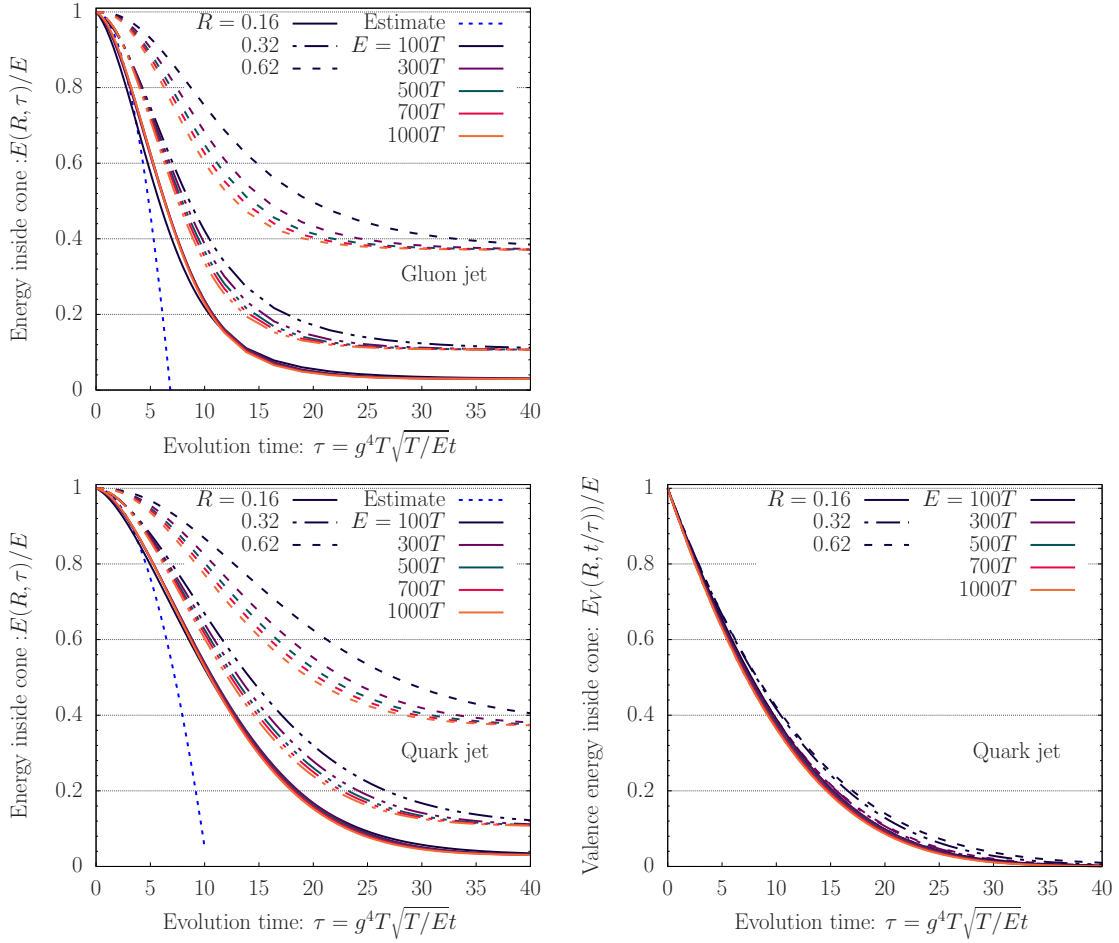 Energy inside cone :E(R, τ)/E
1
0.8
0.6
0.4
0.2
0
R = 0.16
0.32
0.62
Estimate
E = 100T
300T
500T
700T
1000T
Gluon jet
0 5 10 15 20 25 30 35 40
Evolution time: τ = g⁴T√(T/E)t
Energy inside cone :E(R, τ)/E
1
0.8
0.6
0.4
0.2
0
R = 0.16
0.32
0.62
Estimate
E = 100T
300T
500T
700T
1000T
Quark jet
0 5 10 15 20 25 30 35 40
Evolution time: τ = g⁴T√(T/E)t
Valence energy inside cone: E_V(R, t/τ))/E
1
0.8
0.6
0.4
0.2
0
R = 0.16
0.32
0.62
E = 100T
300T
500T
700T
1000T
Quark jet
0 5 10 15 20 25 30 35 40
Evolution time: τ = g⁴T√(T/E)t